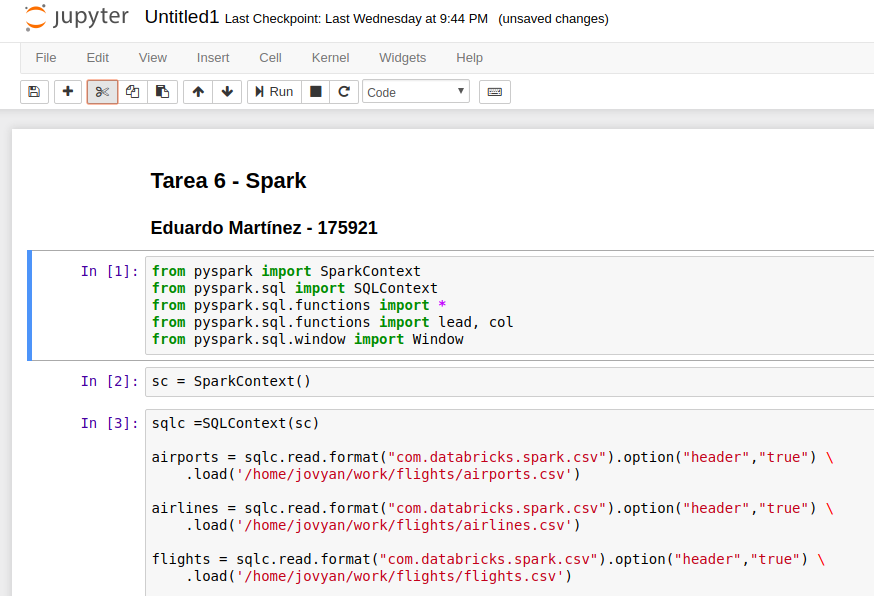 jupyter Untitled1 Last Checkpoint: Last Wednesday at 9:44 PM (unsaved changes)
File Edit View Insert Cell Kernel Widgets Help
Run Code
Tarea 6 - Spark
Eduardo Martínez - 175921
In [1]: from pyspark import SparkContext
from pyspark.sql import SQLContext
from pyspark.sql.functions import *
from pyspark.sql.functions import lead, col
from pyspark.sql.window import Window
In [2]: sc = SparkContext()
In [3]: sqlc =SQLContext(sc)
airports = sqlc.read.format("com.databricks.spark.csv").option("header","true") \
.load('/home/jovyan/work/flights/airports.csv')
airlines = sqlc.read.format("com.databricks.spark.csv").option("header","true") \
.load('/home/jovyan/work/flights/airlines.csv')
flights = sqlc.read.format("com.databricks.spark.csv").option("header","true") \
.load('/home/jovyan/work/flights/flights.csv')